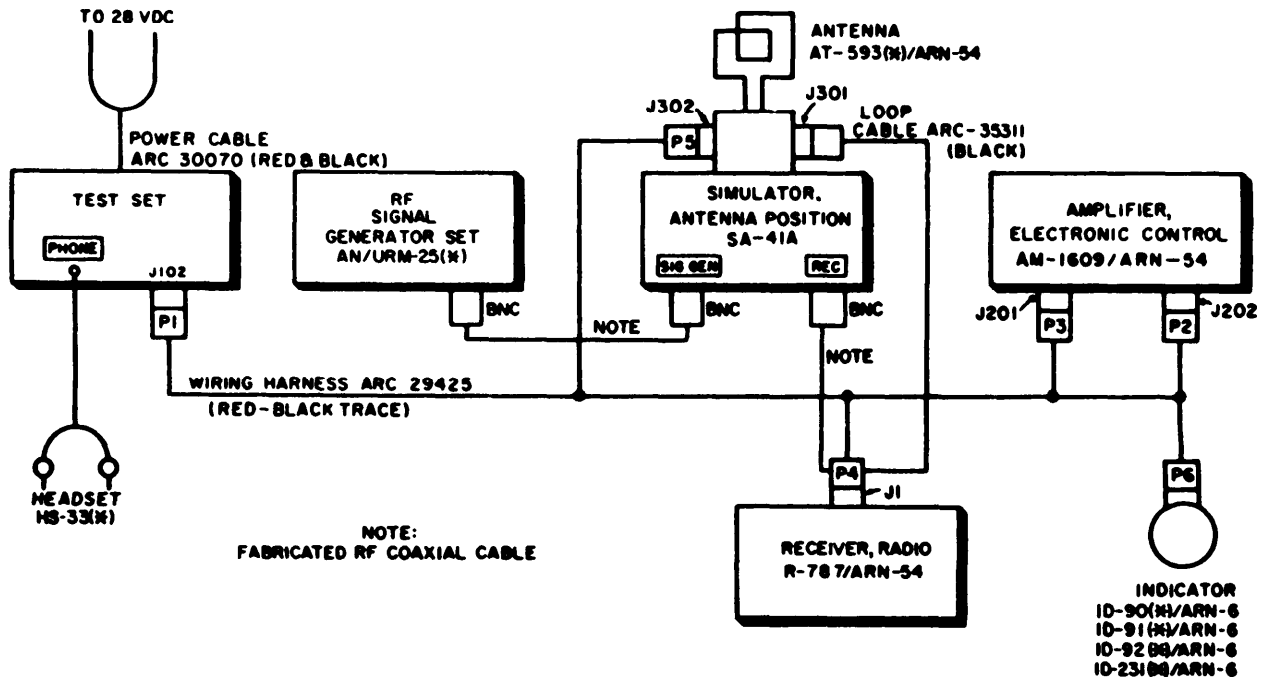 TO 28 VDC
POWER CABLE
ARC 30070 (RED & BLACK)
TEST SET
PHONE
J102
P1
HEADSET
HS-33(*)
RF
SIGNAL
GENERATOR SET
AN/URM-25(*)
BNC
NOTE
WIRING HARNESS ARC 29425
(RED-BLACK TRACE)
ANTENNA
AT-593(*)/ARN-54
J302
J301
P5
LOOP
CABLE ARC-35311
(BLACK)
SIMULATOR,
ANTENNA POSITION
SA-41A
SIG GEN
REC
BNC
BNC
NOTE
AMPLIFIER,
ELECTRONIC CONTROL
AM-1609/ARN-54
J201
P3
P2
J202
P4
J1
RECEIVER, RADIO
R-787/ARN-54
P6
INDICATOR
ID-90(*)/ARN-6
ID-91(*)/ARN-6
ID-92(*)/ARN-6
ID-231(*)/ARN-6
NOTE:
FABRICATED RF COAXIAL CABLE